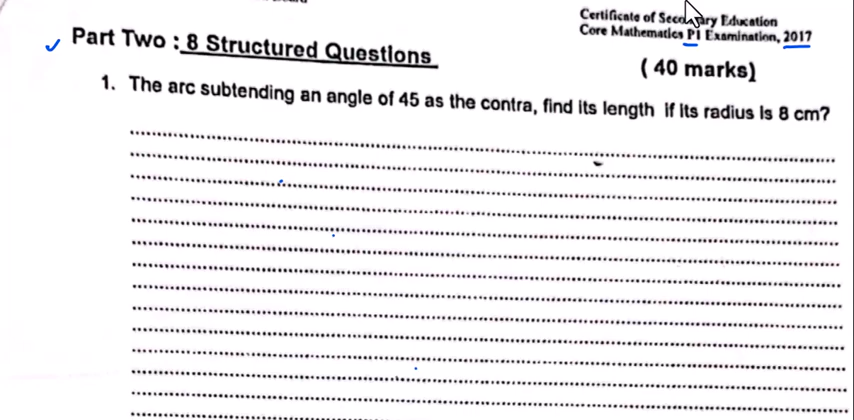 Certificate of Secondary Education
Core Mathematics P1 Examination, 2017
Part Two : 8 Structured Questions
( 40 marks)
1. The arc subtending an angle of 45 as the contra, find its length if its radius is 8 cm?